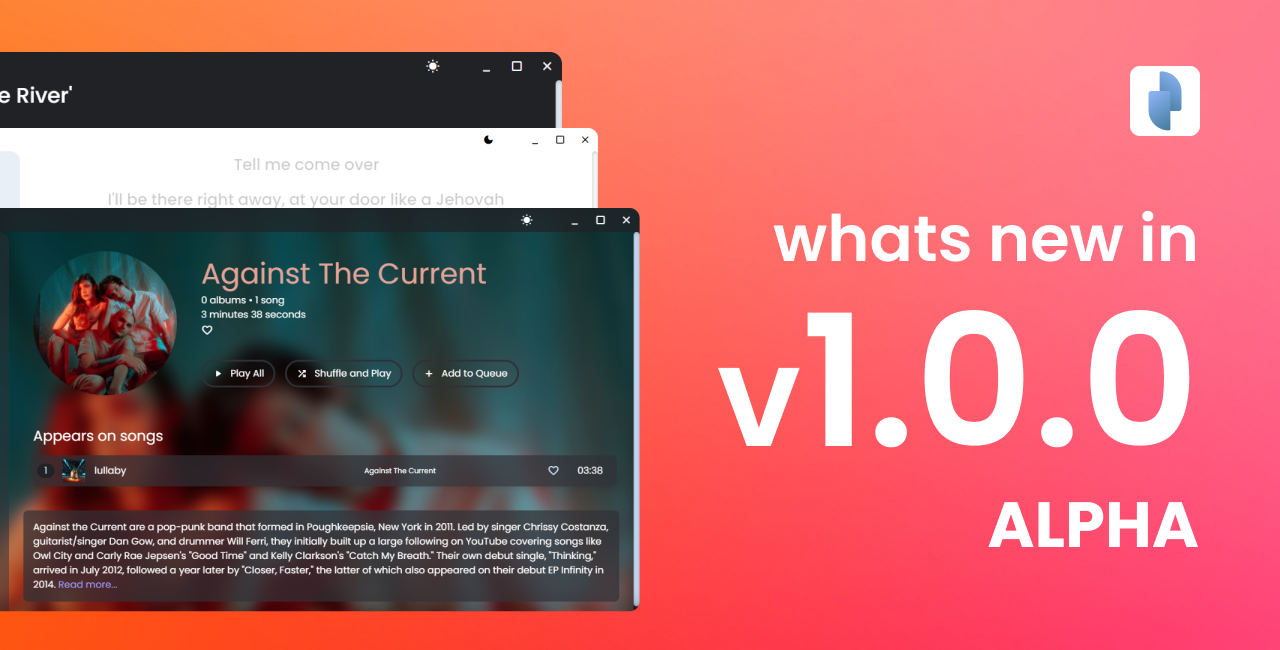 e River'
Tell me come over
I'll be there right away, at your door like a Jehovah
Against The Current
0 albums • 1 song
3 minutes 38 seconds
Play All
Shuffle and Play
Add to Queue
Appears on songs
1
lullaby
Against The Current
03:38
Against the Current are a pop-punk band that formed in Poughkeepsie, New York in 2011. Led by singer Chrissy Costanza,
guitarist/singer Dan Gow, and drummer Will Ferri, they initially built up a large following on YouTube covering songs like
Owl City and Carly Rae Jepsen's "Good Time" and Kelly Clarkson's "Catch My Breath." Their own debut single, "Thinking,"
arrived in July 2012, followed a year later by "Closer, Faster," the latter of which also appeared on their debut EP Infinity in
2014. Read more...
whats new in
v1.0.0
ALPHA